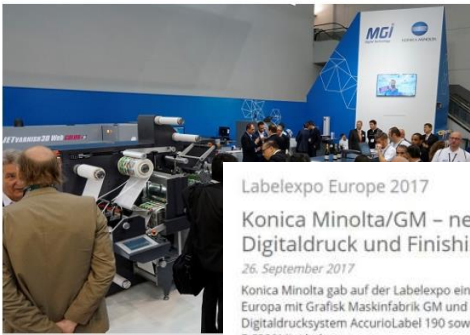 MGI
KONICA MINOLTA
JETVARNISH 3D Web
Labelexpo Europe 2017
Konica Minolta/GM – ne
Digitaldruck und Finishi
26. September 2017
Konica Minolta gab auf der Labelexpo ein
Europa mit Grafisk Maskinfabrik GM und
Digitaldrucksystem AccurioLabel 190 sow